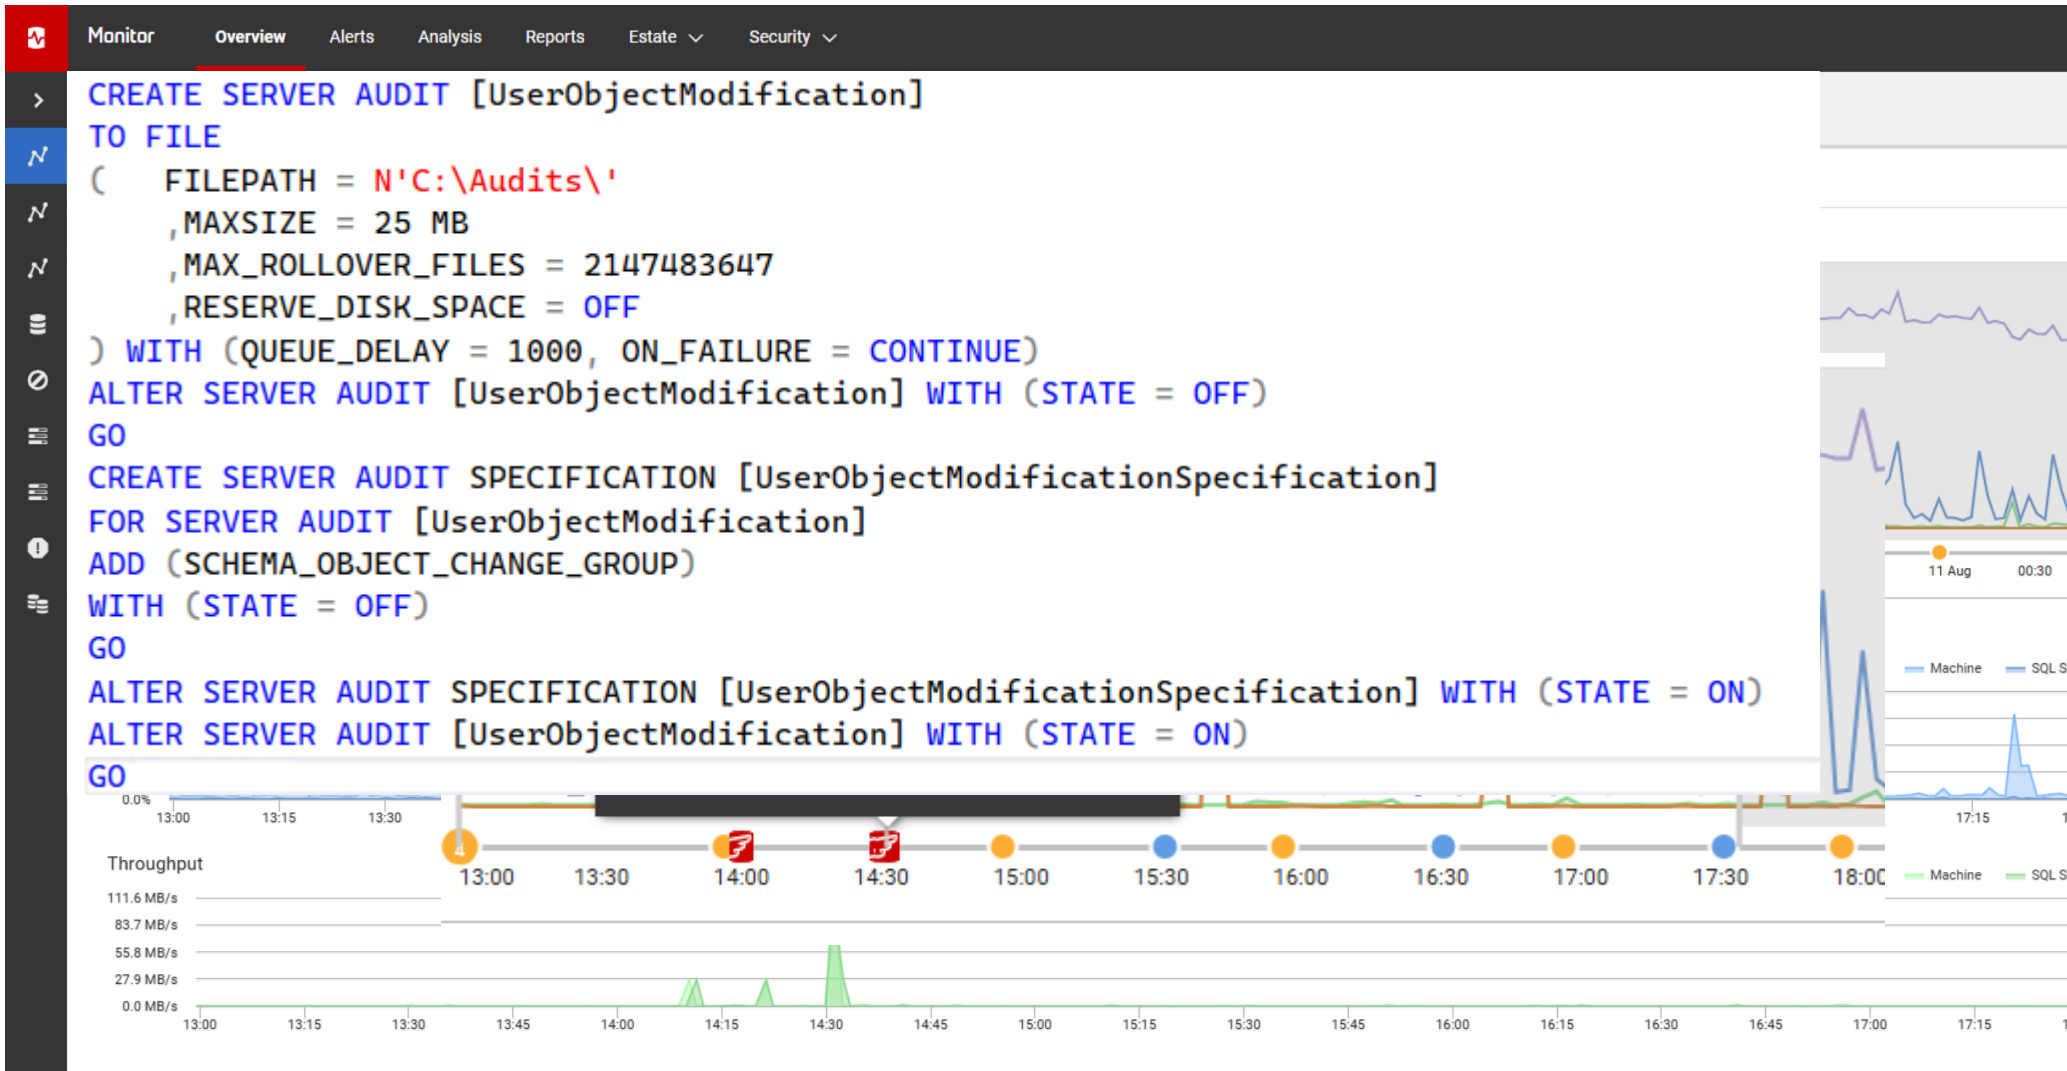 Monitor Overview Alerts Analysis Reports Estate Security
CREATE SERVER AUDIT [UserObjectModification]
TO FILE
( FILEPATH = N'C:\Audits\'
,MAXSIZE = 25 MB
,MAX_ROLLOVER_FILES = 2147483647
,RESERVE_DISK_SPACE = OFF
) WITH (QUEUE_DELAY = 1000, ON_FAILURE = CONTINUE)
ALTER SERVER AUDIT [UserObjectModification] WITH (STATE = OFF)
GO
CREATE SERVER AUDIT SPECIFICATION [UserObjectModificationSpecification]
FOR SERVER AUDIT [UserObjectModification]
ADD (SCHEMA_OBJECT_CHANGE_GROUP)
WITH (STATE = OFF)
GO
ALTER SERVER AUDIT SPECIFICATION [UserObjectModificationSpecification] WITH (STATE = ON)
ALTER SERVER AUDIT [UserObjectModification] WITH (STATE = ON)
GO
11 Aug 00:30
Machine SQL S
0.0%
13:00 13:15 13:30
17:15
4
13:00 13:30 14:00 14:30 15:00 15:30 16:00 16:30 17:00 17:30 18:00
Throughput
Machine SQL S
111.6 MB/s
83.7 MB/s
55.8 MB/s
27.9 MB/s
0.0 MB/s
13:00 13:15 13:30 13:45 14:00 14:15 14:30 14:45 15:00 15:15 15:30 15:45 16:00 16:15 16:30 16:45 17:00 17:15